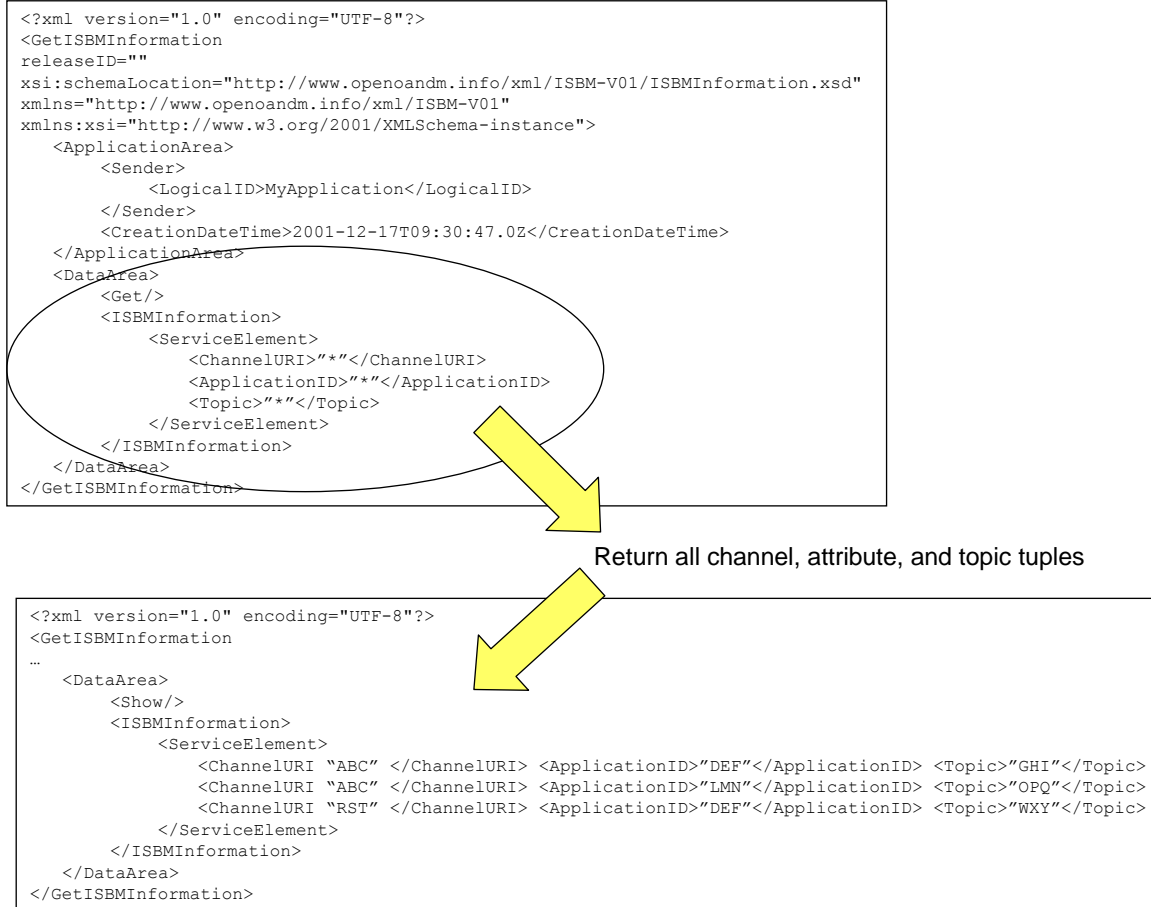 <?xml version="1.0" encoding="UTF-8"?>
<GetISBMInformation
releaseID=""
xsi:schemaLocation="http://www.openoandm.info/xml/ISBM-V01/ISBMInformation.xsd"
xmlns="http://www.openoandm.info/xml/ISBM-V01"
xmlns:xsi="http://www.w3.org/2001/XMLSchema-instance">
<ApplicationArea>
<Sender>
<LogicalID>MyApplication</LogicalID>
</Sender>
<CreationDateTime>2001-12-17T09:30:47.0Z</CreationDateTime>
</ApplicationArea>
<DataArea>
<Get/>
<ISBMInformation>
<ServiceElement>
<ChannelURI>”*”</ChannelURI>
<ApplicationID>”*”</ApplicationID>
<Topic>”*”</Topic>
</ServiceElement>
</ISBMInformation>
</DataArea>
</GetISBMInformation>
Return all channel, attribute, and topic tuples
<?xml version="1.0" encoding="UTF-8"?>
<GetISBMInformation
…
<DataArea>
<Show/>
<ISBMInformation>
<ServiceElement>
<ChannelURI “ABC” </ChannelURI> <ApplicationID>”DEF”</ApplicationID> <Topic>”GHI”</Topic>
<ChannelURI “ABC” </ChannelURI> <ApplicationID>”LMN”</ApplicationID> <Topic>”OPQ”</Topic>
<ChannelURI “RST” </ChannelURI> <ApplicationID>”DEF”</ApplicationID> <Topic>”WXY”</Topic>
</ServiceElement>
</ISBMInformation>
</DataArea>
</GetISBMInformation>